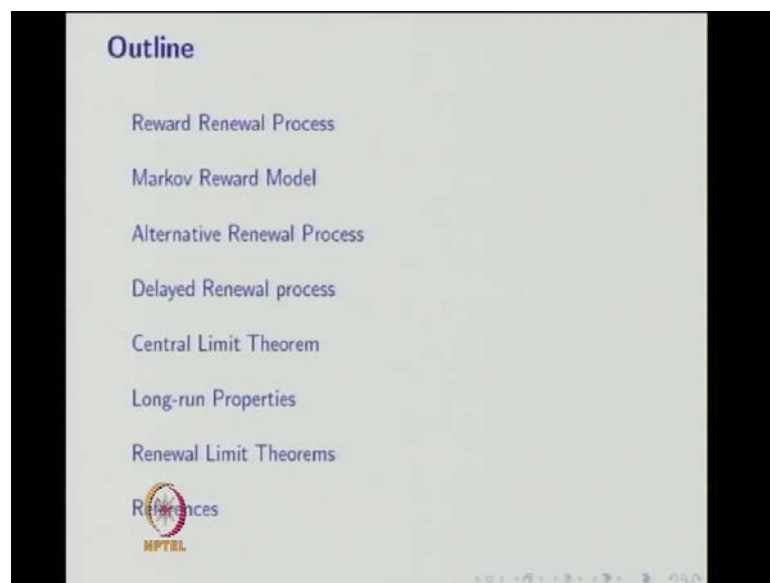 Outline
Reward Renewal Process
Markov Reward Model
Alternative Renewal Process
Delayed Renewal process
Central Limit Theorem
Long-run Properties
Renewal Limit Theorems
References
NPTEL